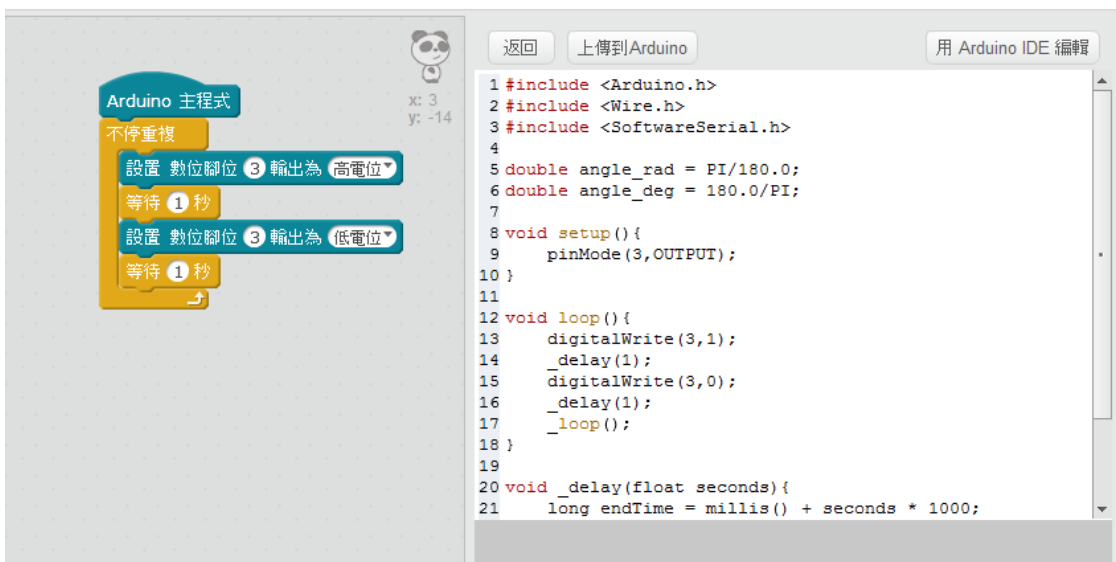 x: 3
y: -14
Arduino 主程式
不停重複
設置 數位腳位 3 輸出為 高電位
等待 1 秒
設置 數位腳位 3 輸出為 低電位
等待 1 秒
返回 上傳到Arduino 用 Arduino IDE 編輯
1 #include <Arduino.h>
2 #include <Wire.h>
3 #include <SoftwareSerial.h>
4
5 double angle_rad = PI/180.0;
6 double angle_deg = 180.0/PI;
7
8 void setup(){
9     pinMode(3,OUTPUT);
10 }
11
12 void loop(){
13     digitalWrite(3,1);
14     _delay(1);
15     digitalWrite(3,0);
16     _delay(1);
17     _loop();
18 }
19
20 void _delay(float seconds){
21     long endTime = millis() + seconds * 1000;